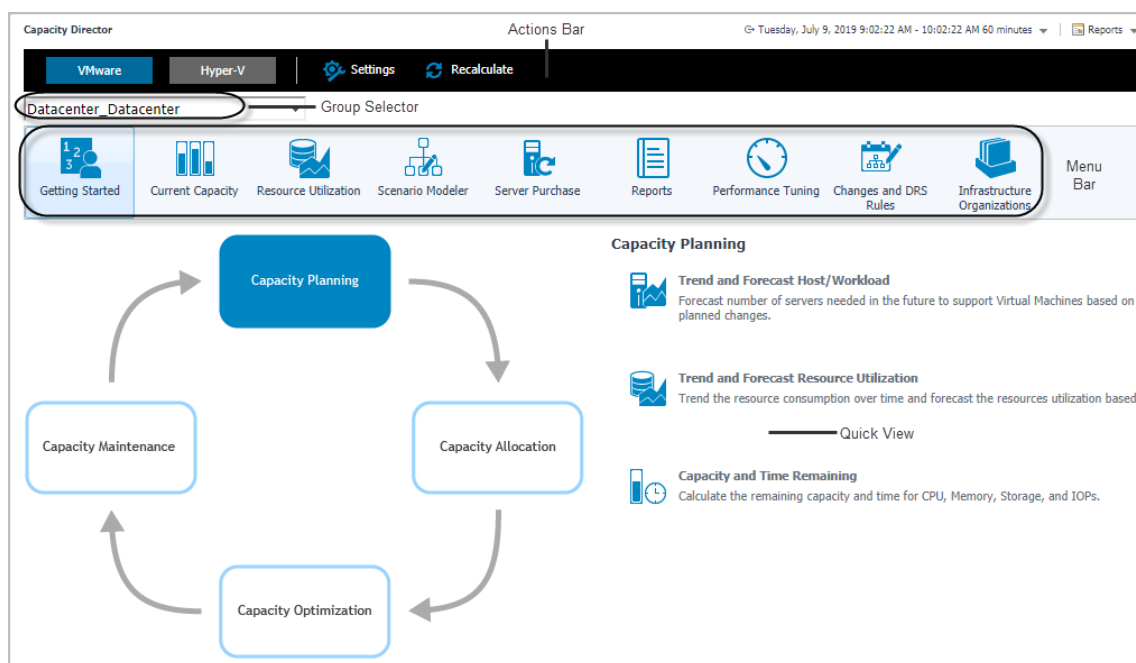 Capacity Director
Actions Bar
Tuesday, July 9, 2019 9:02:22 AM - 10:02:22 AM 60 minutes
Reports
VMware
Hyper-V
Settings
Recalculate
Datacenter_Datacenter
Group Selector
1 2 3
Getting Started
Current Capacity
Resource Utilization
Scenario Modeler
Server Purchase
Reports
Performance Tuning
Changes and DRS
Rules
Infrastructure
Organizations
Menu
Bar
Capacity Planning
Capacity Allocation
Capacity Optimization
Capacity Maintenance
Capacity Planning
Trend and Forecast Host/Workload
Forecast number of servers needed in the future to support Virtual Machines based on
planned changes.
Trend and Forecast Resource Utilization
Trend the resource consumption over time and forecast the resources utilization based
Quick View
Capacity and Time Remaining
Calculate the remaining capacity and time for CPU, Memory, Storage, and IOPs.